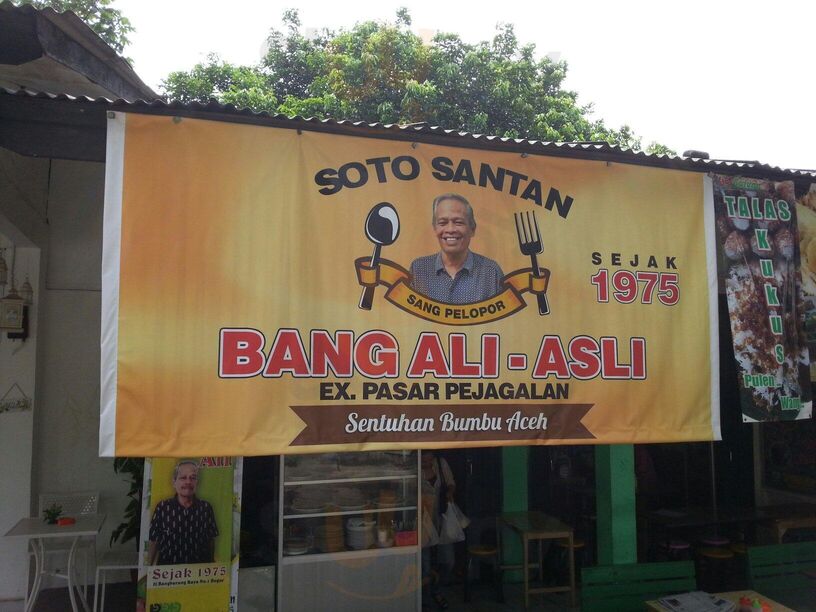 SOTO SANTAN
SANG PELOPOR
SEJAK
1975
BANG ALI - ASLI
EX. PASAR PEJAGALAN
Sentuhan Bumbu Aceh
TALAS
Kukus
Pulen
Wangi
Ali
Sejak 1975